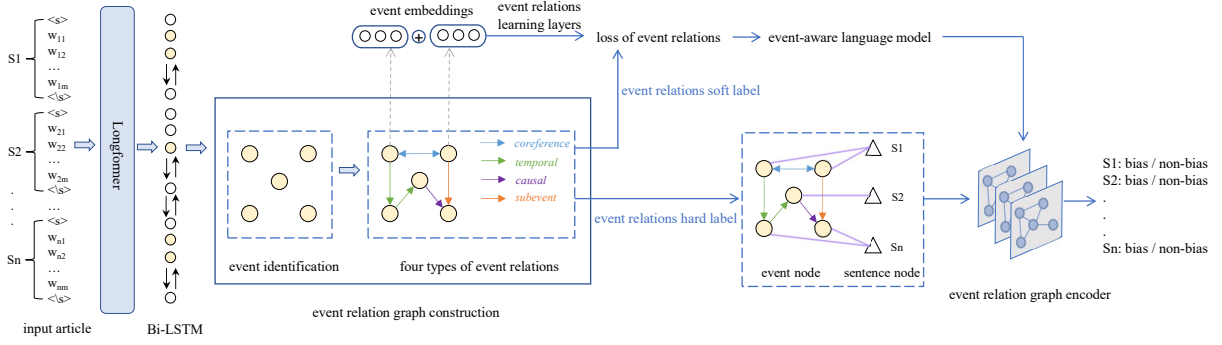 S1
<s>
w11
w12
...
w1m
<\s>
S2
<s>
w21
w22
...
w2m
<\s>
.
.
.
Sn
<s>
wn1
wn2
...
wnm
<\s>
input article
Longformer
Bi-LSTM
event embeddings
+
event relations
learning layers
loss of event relations
event-aware language model
event relations soft label
event relations hard label
coreference
temporal
causal
subevent
event identification
four types of event relations
event relation graph construction
S1
S2
Sn
event node
sentence node
event relation graph encoder
S1: bias / non-bias
S2: bias / non-bias
.
.
.
Sn: bias / non-bias